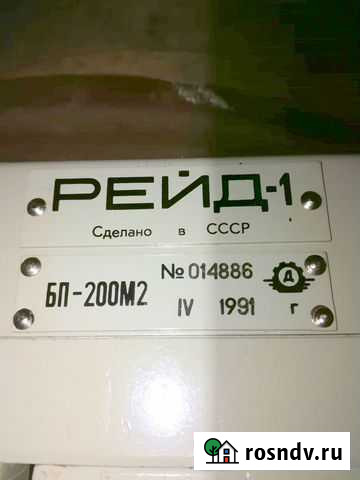 РЕЙД-1
Сделано в СССР
№ 014886 Д
БП-200М2
IV 1991 г
rosndv.ru